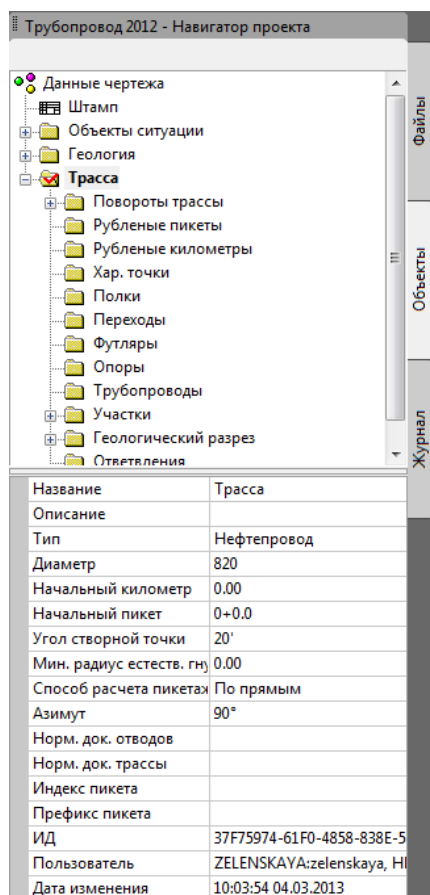 Трубопровод 2012 - Навигатор проекта
Данные чертежа
Штамп
Объекты ситуации
Геология
Трасса
Повороты трассы
Рубленые пикеты
Рубленые километры
Хар. точки
Полки
Переходы
Футляры
Опоры
Трубопроводы
Участки
Геологический разрез
Ответвления
Файлы
Объекты
Журнал
Название Трасса
Описание
Тип Нефтепровод
Диаметр 820
Начальный километр 0.00
Начальный пикет 0+0.0
Угол створной точки 20'
Мин. радиус естеств. гну 0.00
Способ расчета пикетаж По прямым
Азимут 90°
Норм. док. отводов
Норм. док. трассы
Индекс пикета
Префикс пикета
ИД 37F75974-61F0-4858-838E-5
Пользователь ZELENSKAYA:zelenskaya, HI
Дата изменения 10:03:54 04.03.2013